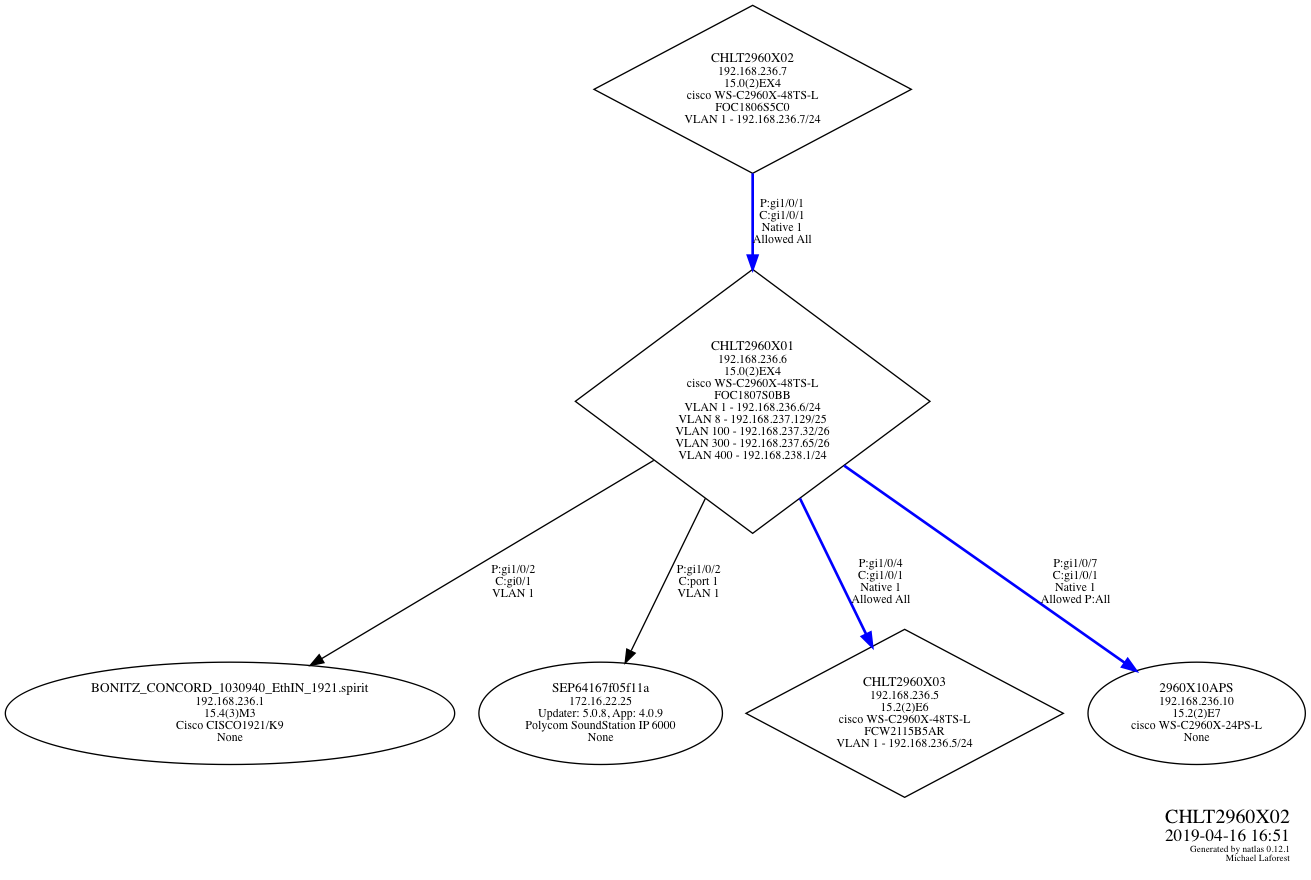 CHLT2960X02
192.168.236.7
15.0(2)EX4
cisco WS-C2960X-48TS-L
FOC1806S5C0
VLAN 1 - 192.168.236.7/24
P:gi1/0/1
C:gi1/0/1
Native 1
Allowed All
CHLT2960X01
192.168.236.6
15.0(2)EX4
cisco WS-C2960X-48TS-L
FOC1807S0BB
VLAN 1 - 192.168.236.6/24
VLAN 8 - 192.168.237.129/25
VLAN 100 - 192.168.237.32/26
VLAN 300 - 192.168.237.65/26
VLAN 400 - 192.168.238.1/24
P:gi1/0/2
C:gi0/1
VLAN 1
P:gi1/0/2
C:port 1
VLAN 1
P:gi1/0/4
C:gi1/0/1
Native 1
Allowed All
P:gi1/0/7
C:gi1/0/1
Native 1
Allowed P:All
BONITZ_CONCORD_1030940_EthIN_1921.spirit
192.168.236.1
15.4(3)M3
Cisco CISCO1921/K9
None
SEP64167f05f11a
172.16.22.25
Updater: 5.0.8, App: 4.0.9
Polycom SoundStation IP 6000
None
CHLT2960X03
192.168.236.5
15.2(2)E6
cisco WS-C2960X-48TS-L
FCW2115B5AR
VLAN 1 - 192.168.236.5/24
2960X10APS
192.168.236.10
15.2(2)E7
cisco WS-C2960X-24PS-L
None
CHLT2960X02
2019-04-16 16:51
Generated by natlas 0.12.1
Michael Laforest